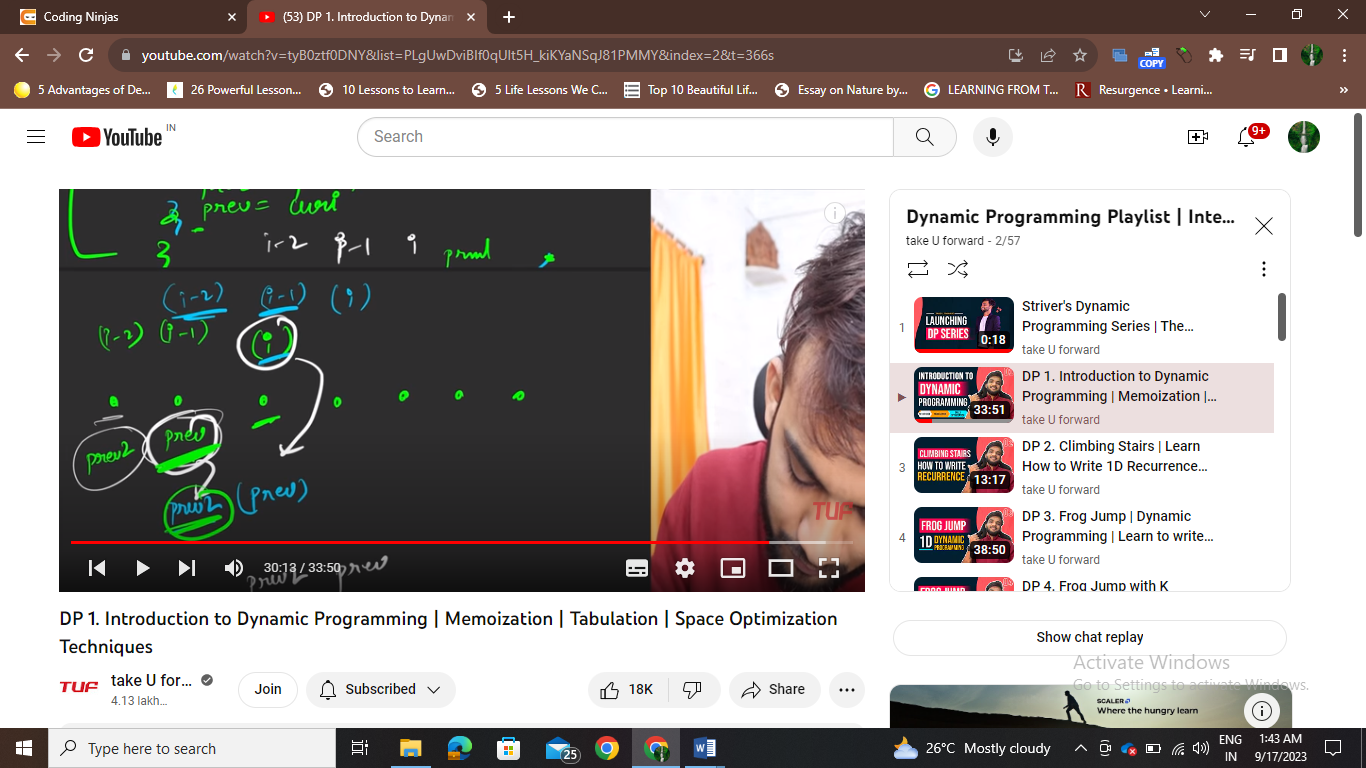 Coding Ninjas
(53) DP 1. Introduction to Dynan
youtube.com/watch?v=tyB0ztf0DNY&list=PLgUwDviBIf0qUlt5H_kiKYaNSqJ81PMMY&index=2&t=366s
COPY
5 Advantages of De...
26 Powerful Lesson...
10 Lessons to Learn...
5 Life Lessons We C...
Top 10 Beautiful Lif...
Essay on Nature by...
LEARNING FROM T...
Resurgence • Learni...
»
YouTube IN
Search
9+
prev = curi
}
i-2 i-1 i
(i-2) (i-1) (i)
(i-2) (i-1) (i)
prev2 prev
prev2 (prev)
prev2 prev
TUF
30:13 / 33:50
DP 1. Introduction to Dynamic Programming | Memoization | Tabulation | Space Optimization
Techniques
TUF
take U for...
4.13 lakh...
Join
Subscribed
18K
Share
Dynamic Programming Playlist | Inte...
take U forward - 2/57
1
LAUNCHING
DP SERIES
0:18
Striver's Dynamic
Programming Series | The...
take U forward
INTRODUCTION TO
DYNAMIC
PROGRAMMING
33:51
DP 1. Introduction to Dynamic
Programming | Memoization |...
take U forward
3
CLIMBING STAIRS
HOW TO WRITE
RECURRENCE
13:17
DP 2. Climbing Stairs | Learn
How to Write 1D Recurrence...
take U forward
4
FROG JUMP
1D DYNAMIC
PROGRAMMING
38:50
DP 3. Frog Jump | Dynamic
Programming | Learn to write...
take U forward
FROG JUMP
DP 4. Frog Jump with K
Show chat replay
Activate Windows
Go to Settings to activate Windows.
SCALER
Where the hungry learn
Type here to search
25
26°C Mostly cloudy
ENG
IN
1:43 AM
9/17/2023